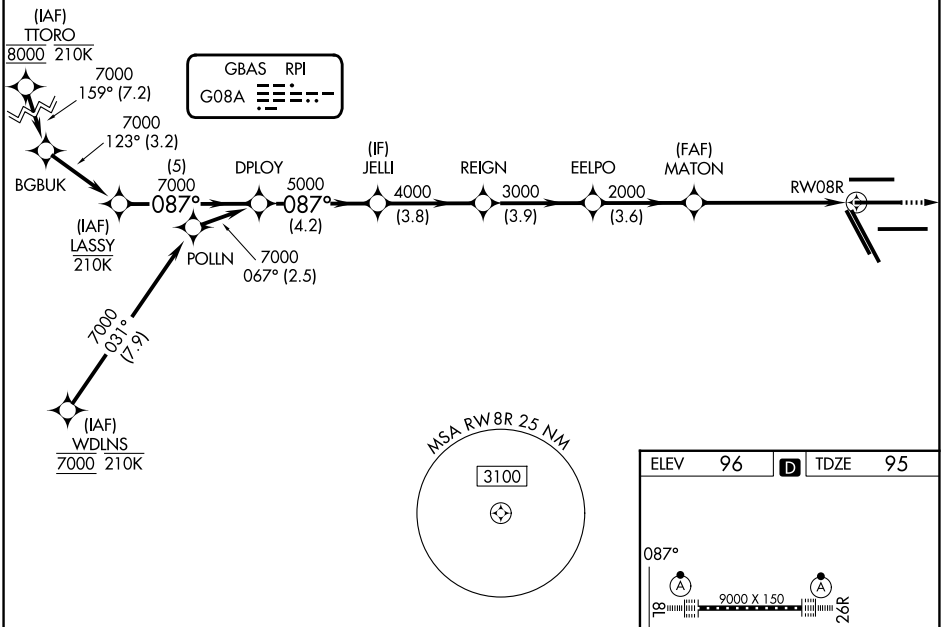 (IAF)
TTORO
8000 210K
7000
159° (7.2)
GBAS RPI
G08A
7000
123° (3.2)
BGBUK
(5)
7000
087°
DPLOY
5000
087°
(4.2)
(IF)
JELLI
4000
(3.8)
REIGN
3000
(3.9)
EELPO
2000
(3.6)
(FAF)
MATON
RW08R
(IAF)
LASSY
210K
POLLN
7000
067° (2.5)
7000
031°
(7.9)
(IAF)
WDLNS
7000 210K
MSA RW8R 25 NM
3100
ELEV 96 D TDZE 95
087°
A
A
8L
9000 X 150
26R